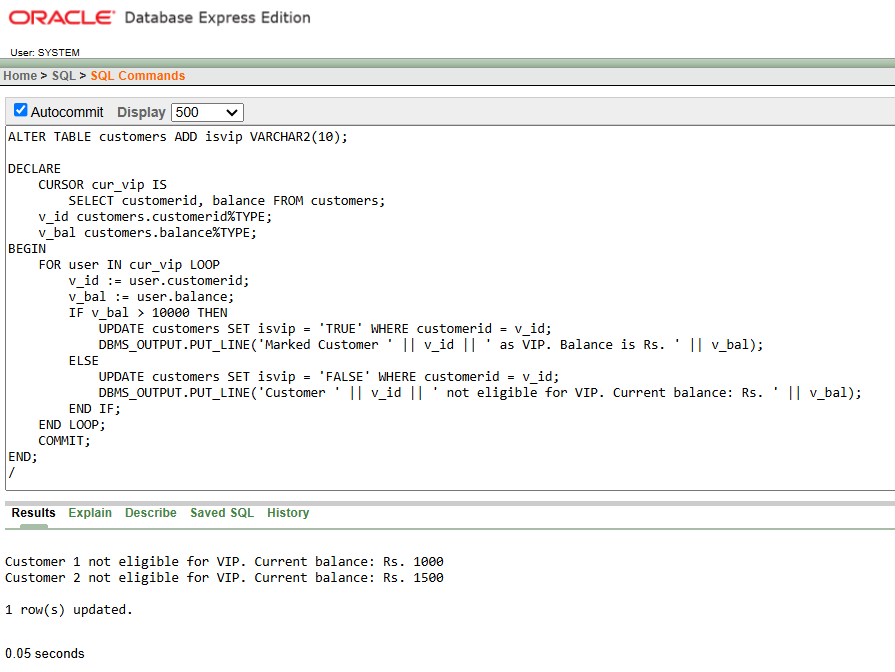 ORACLE Database Express Edition
User: SYSTEM
Home > SQL > SQL Commands
Autocommit Display 500
ALTER TABLE customers ADD isvip VARCHAR2(10);
DECLARE
    CURSOR cur_vip IS
        SELECT customerid, balance FROM customers;
    v_id customers.customerid%TYPE;
    v_bal customers.balance%TYPE;
BEGIN
    FOR user IN cur_vip LOOP
        v_id := user.customerid;
        v_bal := user.balance;
        IF v_bal > 10000 THEN
            UPDATE customers SET isvip = 'TRUE' WHERE customerid = v_id;
            DBMS_OUTPUT.PUT_LINE('Marked Customer ' || v_id || ' as VIP. Balance is Rs. ' || v_bal);
        ELSE
            UPDATE customers SET isvip = 'FALSE' WHERE customerid = v_id;
            DBMS_OUTPUT.PUT_LINE('Customer ' || v_id || ' not eligible for VIP. Current balance: Rs. ' || v_bal);
        END IF;
    END LOOP;
    COMMIT;
END;
/
Results Explain Describe Saved SQL History
Customer 1 not eligible for VIP. Current balance: Rs. 1000
Customer 2 not eligible for VIP. Current balance: Rs. 1500
1 row(s) updated.
0.05 seconds